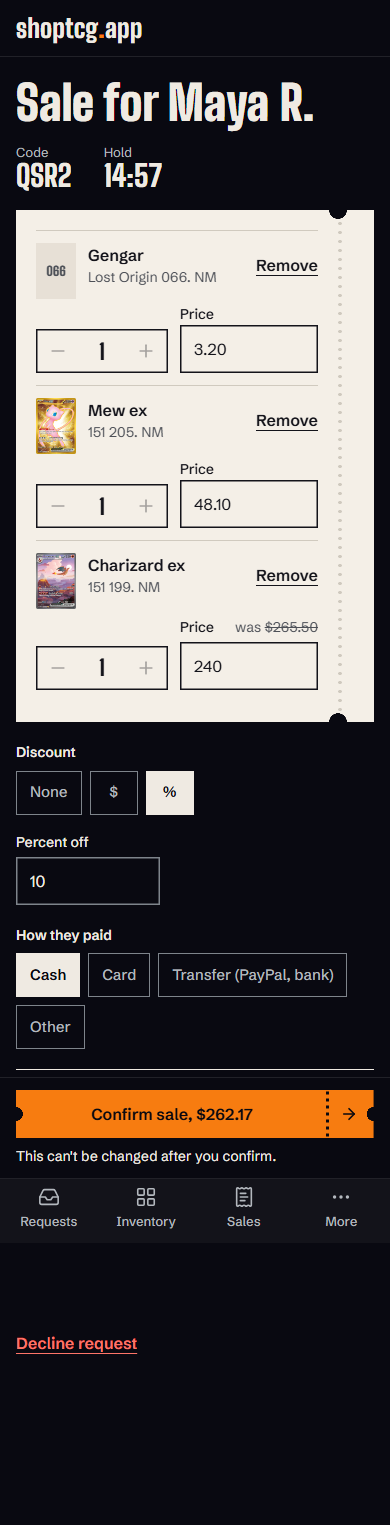 shoptcg.app
Sale for Maya R.
Code
Hold
QSR2
14:57
066
Gengar
Lost Origin 066. NM
Remove
Price
1
3.20
Mew ex
151 205. NM
Remove
Price
1
48.10
Charizard ex
151 199. NM
Remove
Price
was $265.50
1
240
Discount
None
$
%
Percent off
10
How they paid
Cash
Card
Transfer (PayPal, bank)
Other
Confirm sale, $262.17
This can't be changed after you confirm.
Requests
Inventory
Sales
More
Decline request